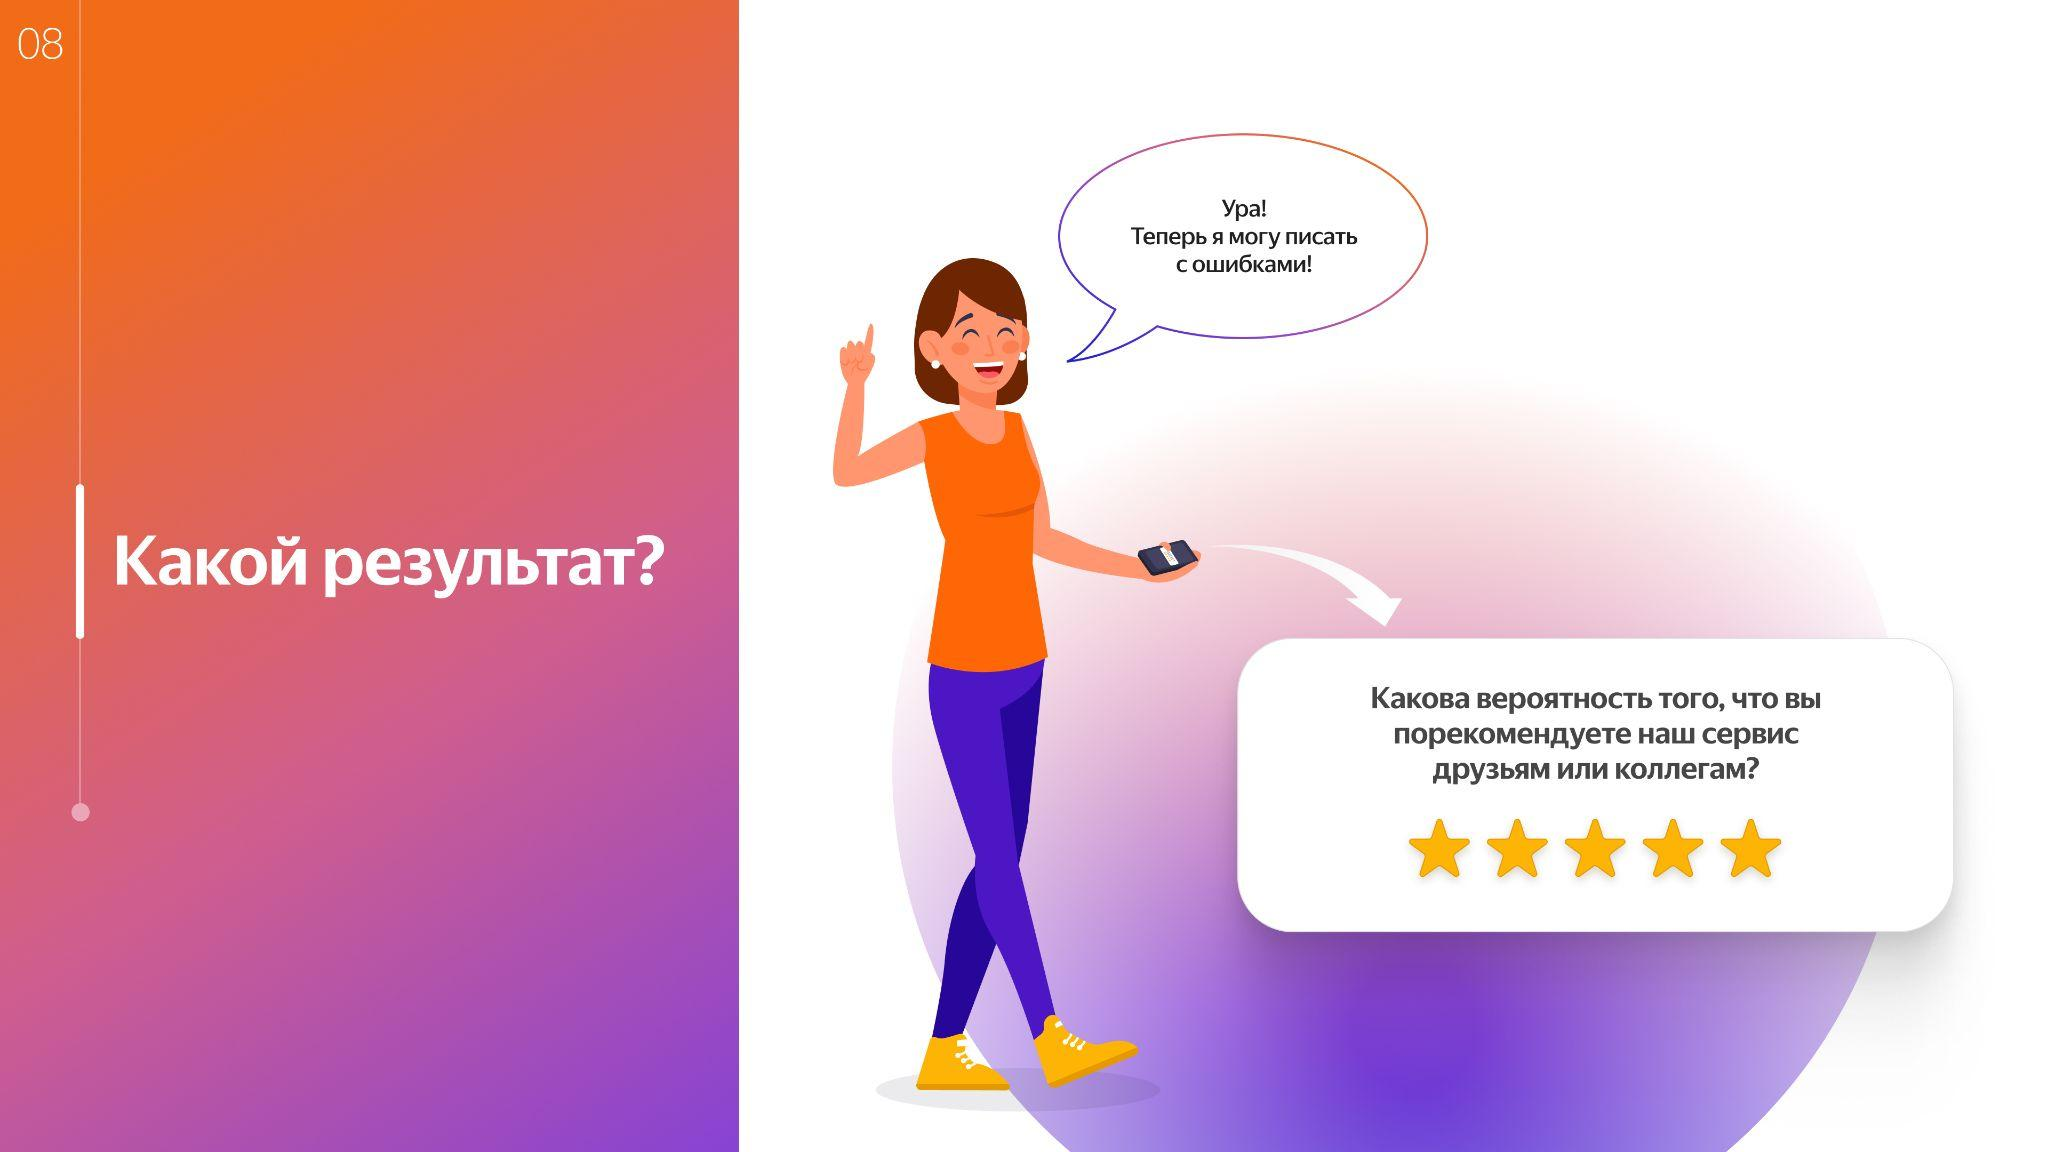 08
Какой результат?
Ура!
Теперь я могу писать
с ошибками!
Какова вероятность того, что вы
порекомендуете наш сервис
друзьям или коллегам?